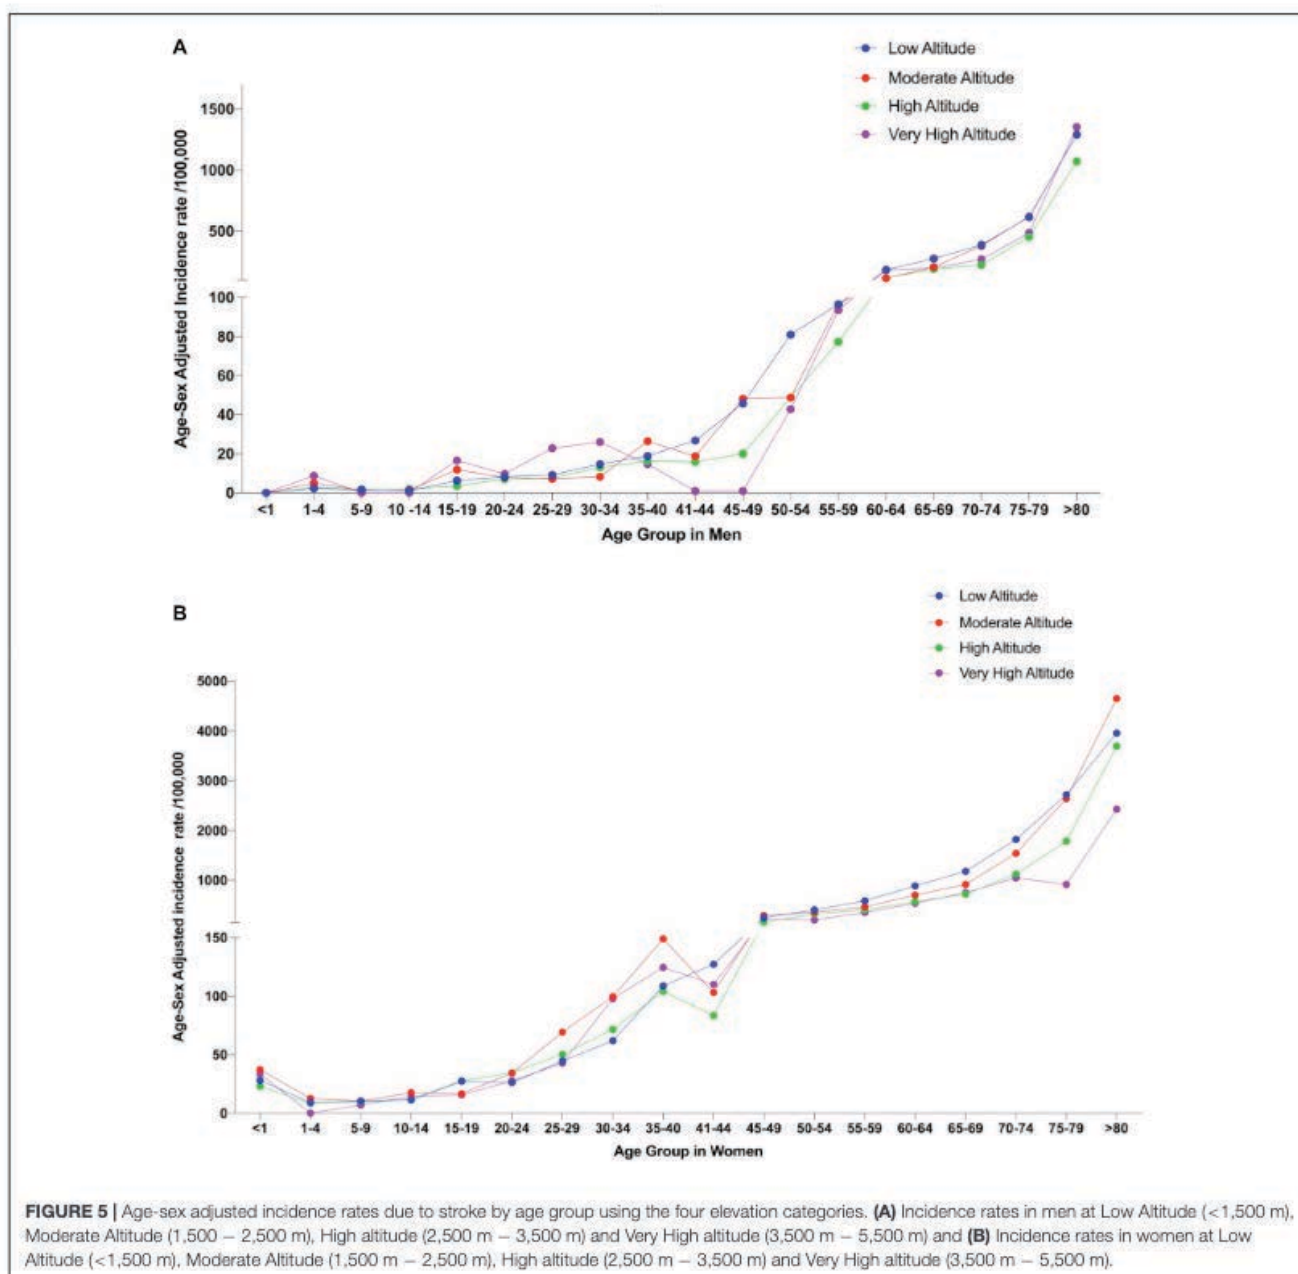 A
Low Altitude
Moderate Altitude
High Altitude
Very High Altitude
Age-Sex Adjusted Incidence rate /100,000
1500
1000
500
100
80
60
40
20
0
<1 1-4 5-9 10 -14 15-19 20-24 25-29 30-34 35-40 41-44 45-49 50-54 55-59 60-64 65-69 70-74 75-79 >80
Age Group in Men
B
Low Altitude
Moderate Altitude
High Altitude
Very High Altitude
Age-Sex Adjusted incidence rate /100,000
5000
4000
3000
2000
1000
150
100
50
0
<1 1-4 5-9 10-14 15-19 20-24 25-29 30-34 35-40 41-44 45-49 50-54 55-59 60-64 65-69 70-74 75-79 >80
Age Group in Women
FIGURE 5 | Age-sex adjusted incidence rates due to stroke by age group using the four elevation categories. (A) Incidence rates in men at Low Altitude (<1,500 m),
Moderate Altitude (1,500 – 2,500 m), High altitude (2,500 m – 3,500 m) and Very High altitude (3,500 m – 5,500 m) and (B) Incidence rates in women at Low
Altitude (<1,500 m), Moderate Altitude (1,500 m – 2,500 m), High altitude (2,500 m – 3,500 m) and Very High altitude (3,500 m – 5,500 m).